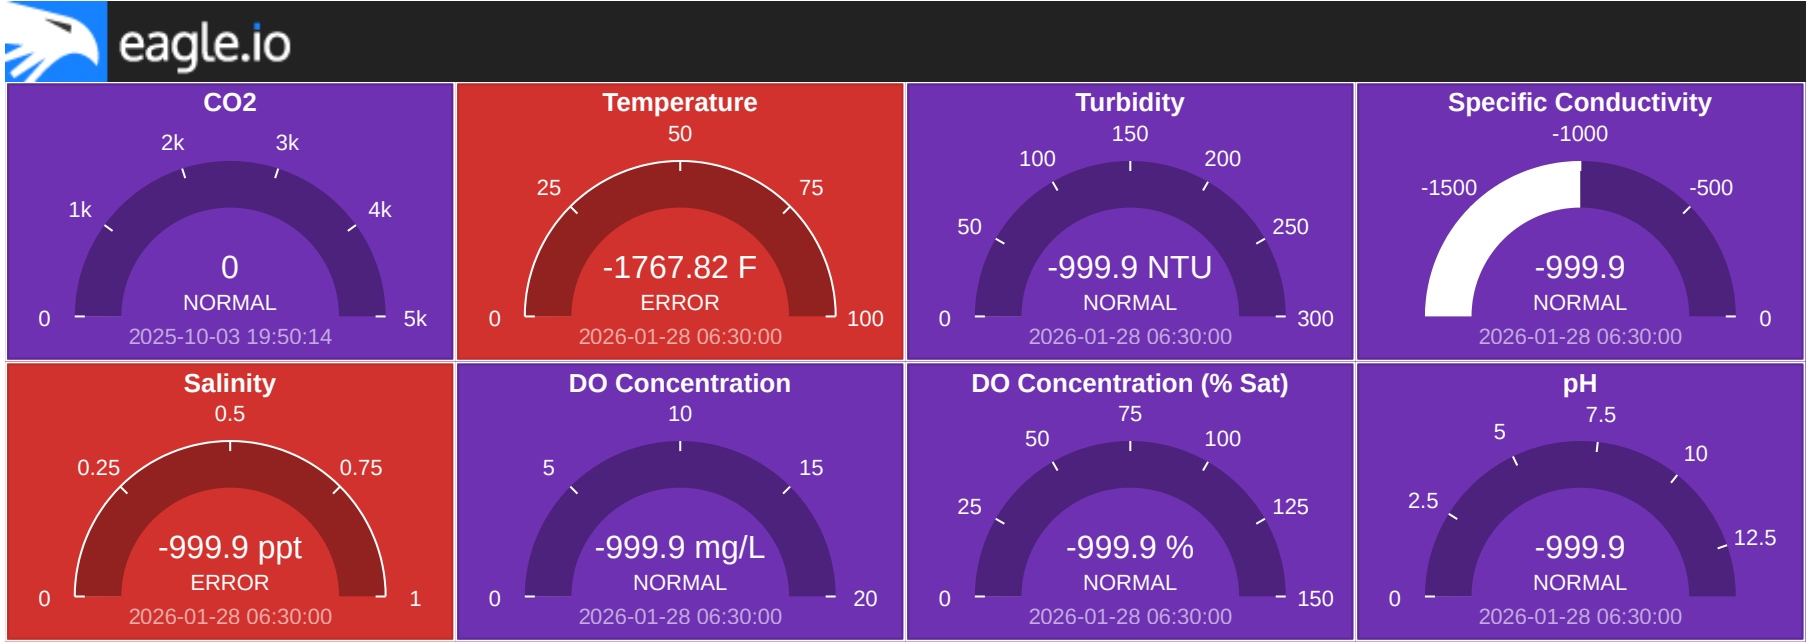 eagle.io
CO2
0
1k
2k
3k
4k
5k
0
NORMAL
2025-10-03 19:50:14
Temperature
0
25
50
75
100
-1767.82 F
ERROR
2026-01-28 06:30:00
Turbidity
0
50
100
150
200
250
300
-999.9 NTU
NORMAL
2026-01-28 06:30:00
Specific Conductivity
-1500
-1000
-500
0
-999.9
NORMAL
2026-01-28 06:30:00
Salinity
0
0.25
0.5
0.75
1
-999.9 ppt
ERROR
2026-01-28 06:30:00
DO Concentration
0
5
10
15
20
-999.9 mg/L
NORMAL
2026-01-28 06:30:00
DO Concentration (% Sat)
0
25
50
75
100
125
150
-999.9 %
NORMAL
2026-01-28 06:30:00
pH
0
2.5
5
7.5
10
12.5
-999.9
NORMAL
2026-01-28 06:30:00